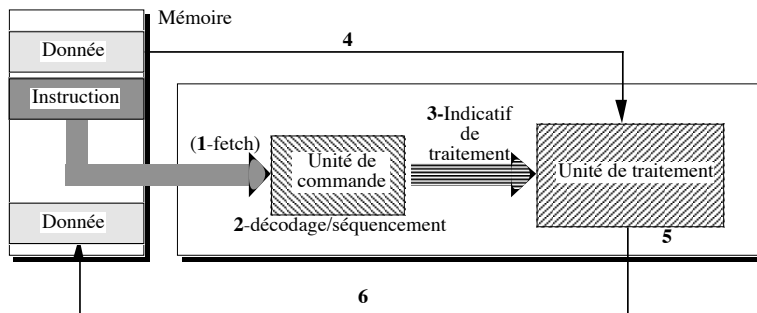 Mémoire
4
Donnée
Instruction
(1-fetch)
3-Indicatif
de
traitement
Unité de
commande
Unité de traitement
Donnée
2-décodage/séquencement
5
6